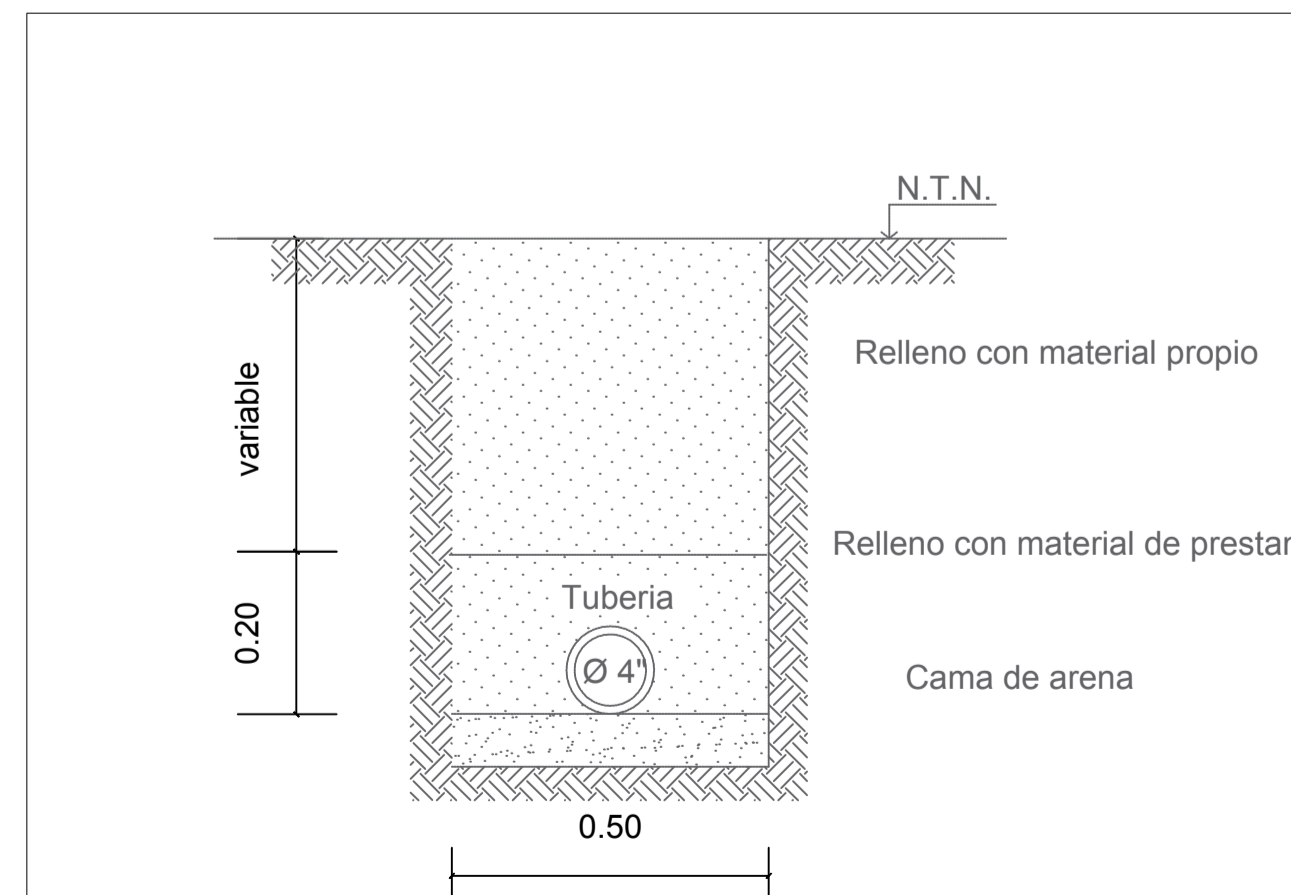 N.T.N.
Relleno con material propio
variable
Relleno con material de prestar
Tuberia
0.20
Ø 4"
Cama de arena
0.50